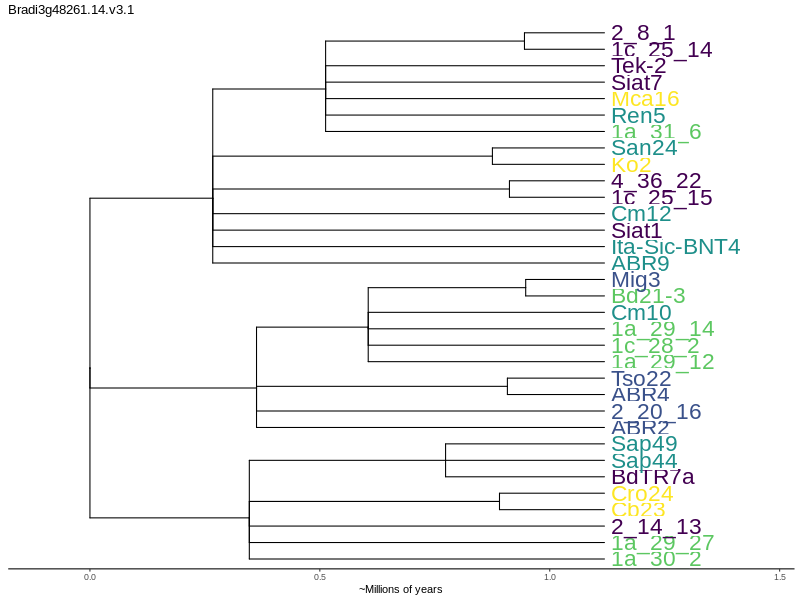 Bradi3g48261.14.v3.1
2_8_1
1c_25_14
Tek-2
Siat7
Mca16
Ren5
1a_31_6
San24
Ko2
4_36_22
1c_25_15
Cm12
Siat1
Ita-Sic-BNT4
ABR9
Mig3
Bd21-3
Cm10
1a_29_14
1c_28_2
1a_29_12
Tso22
ABR4
2_20_16
ABR2
Sap49
Sap44
BdTR7a
Cro24
Cb23
2_14_13
1a_29_27
1a_30_2
0.0 0.5 1.0 1.5
~Millions of years